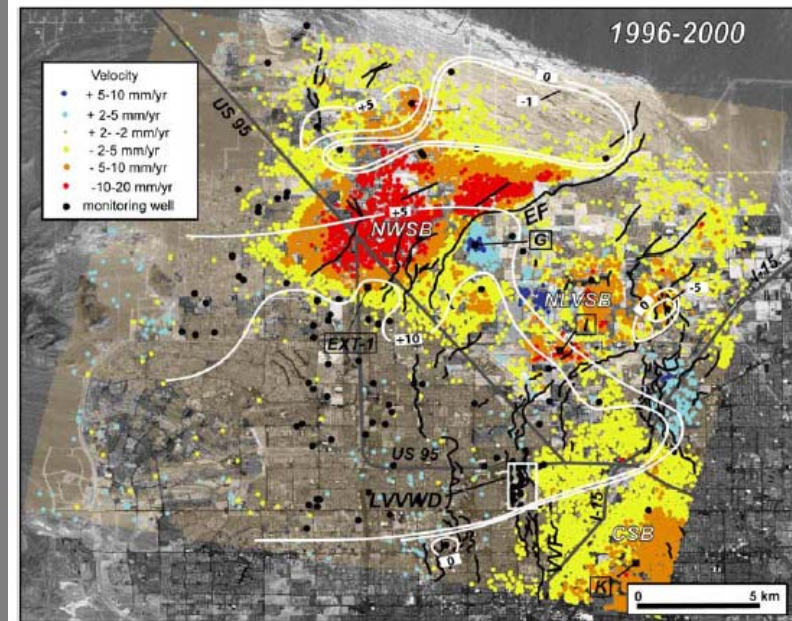 1996-2000
Velocity
+ 5-10 mm/yr
+ 2-5 mm/yr
+ 2- -2 mm/yr
- 2-5 mm/yr
- 5-10 mm/yr
-10-20 mm/yr
monitoring well
US 95
+5
0
-1
+5
NWSB
EF
G
I-15
-5
NLVSB
0
I
EXT-1
+10
US 95
LVVWD
VVF
I-15
CSB
0
K
0 5 km